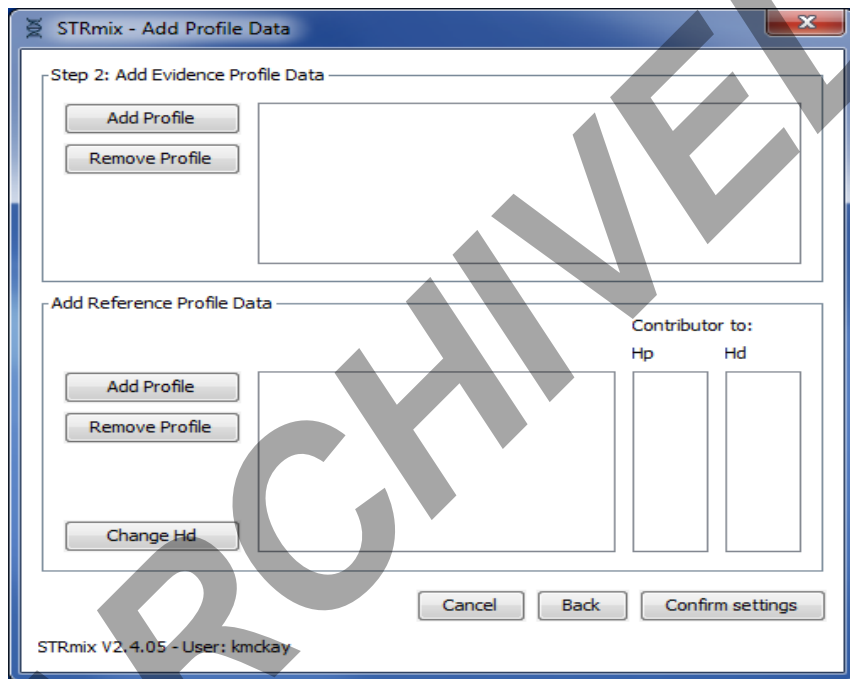 STRmix - Add Profile Data
Step 2: Add Evidence Profile Data
Add Profile
Remove Profile
Add Reference Profile Data
Contributor to:
Hp Hd
Add Profile
Remove Profile
Change Hd
Cancel Back Confirm settings
STRmix V2.4.05 - User: kmckay
RCHIVE